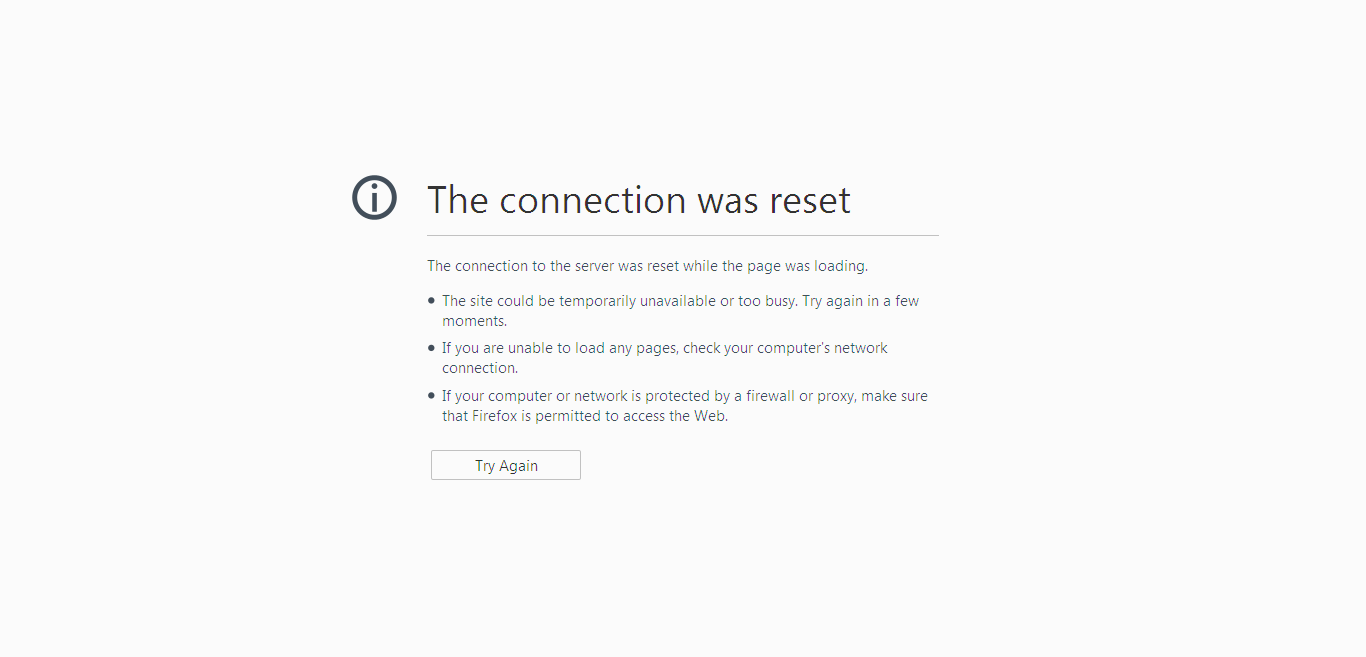 The connection was reset
The connection to the server was reset while the page was loading.
The site could be temporarily unavailable or too busy. Try again in a few
moments.
If you are unable to load any pages, check your computer's network
connection.
If your computer or network is protected by a firewall or proxy, make sure
that Firefox is permitted to access the Web.
Try Again